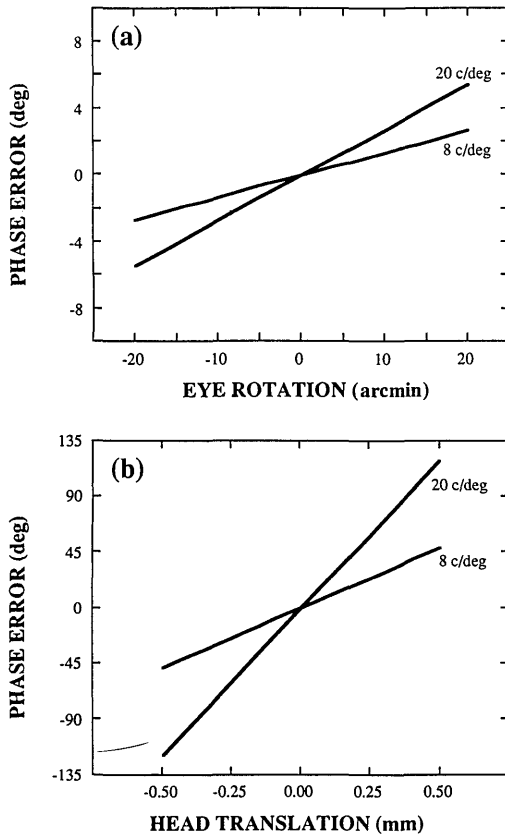 (a)
PHASE ERROR (deg)
8
4
0
-4
-8
20 c/deg
8 c/deg
-20
-10
0
10
20
EYE ROTATION (arcmin)
(b)
PHASE ERROR (deg)
135
90
45
0
-45
-90
-135
20 c/deg
8 c/deg
-0.50
-0.25
0.00
0.25
0.50
HEAD TRANSLATION (mm)